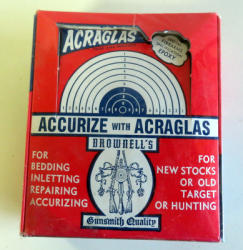 ACRAGLAS
EPOXY
ACCURIZE WITH ACRAGLAS
BROWNELL'S
FOR
BEDDING
INLETTING
REPAIRING
ACCURIZING
FOR
NEW STOCKS
OR OLD
TARGET
OR HUNTING
Gunsmith Quality